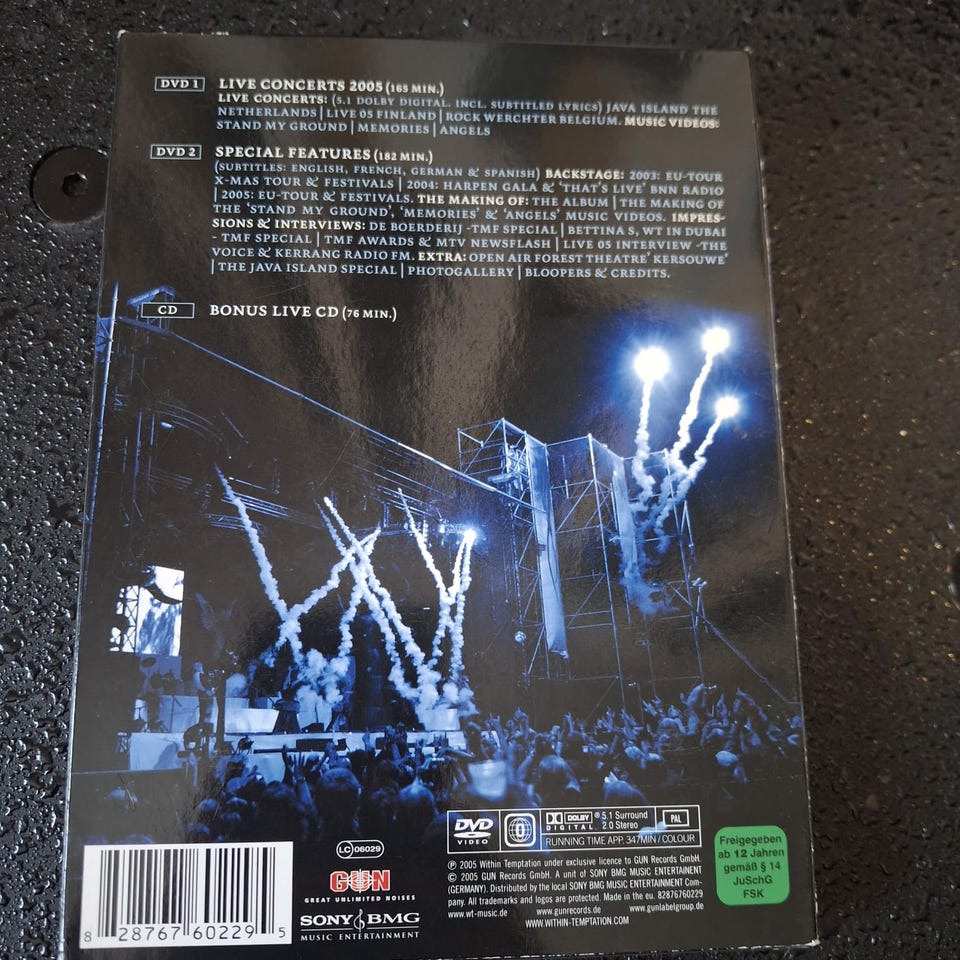 DVD 1 LIVE CONCERTS 2005 (165 MIN.)
LIVE CONCERTS: (5.1 DOLBY DIGITAL. INCL. SUBTITLED LYRICS) JAVA ISLAND THE
NETHERLANDS | LIVE 05 FINLAND | ROCK WERCHTER BELGIUM. MUSIC VIDEOS:
STAND MY GROUND | MEMORIES | ANGELS
DVD 2 SPECIAL FEATURES (182 MIN.)
(SUBTITLES: ENGLISH, FRENCH, GERMAN & SPANISH) BACKSTAGE: 2003: EU-TOUR
X-MAS TOUR & FESTIVALS | 2004: HARPEN GALA & 'THAT'S LIVE' BNN RADIO
| 2005: EU-TOUR & FESTIVALS. THE MAKING OF: THE ALBUM | THE MAKING OF
THE 'STAND MY GROUND', 'MEMORIES' & 'ANGELS' MUSIC VIDEOS. IMPRES-
SIONS & INTERVIEWS: DE BOERDERIJ -TMF SPECIAL | BETTINA S, WT IN DUBAI
- TMF SPECIAL | TMF AWARDS & MTV NEWSFLASH | LIVE 05 INTERVIEW -THE
VOICE & KERRANG RADIO FM. EXTRA: OPEN AIR FOREST THEATRE' KERSOUWE'
| THE JAVA ISLAND SPECIAL | PHOTOGALLERY | BLOOPERS & CREDITS.
CD BONUS LIVE CD (76 MIN.)
DVD VIDEO 0 DOLBY DIGITAL 5.1 Surround 2.0 Stereo PAL
RUNNING TIME APP. 347MIN / COLOUR
℗ 2005 Within Temptation under exclusive licence to GUN Records GmbH.
© 2005 GUN Records GmbH. A unit of SONY BMG MUSIC ENTERTAINMENT
(GERMANY). Distributed by the local SONY BMG MUSIC ENTERTAINMENT Com-
pany. All trademarks and logos are protected. Made in the eu. 82876760229
www.wt-music.de www.gunrecords.de www.gunlabelgroup.de
WWW.WITHIN-TEMPTATION.COM
Freigegeben
ab 12 Jahren
gemäß § 14
JuSchG
FSK
LC 06029
GUN
GREAT UNLIMITED NOISES
SONY BMG
MUSIC ENTERTAINMENT
8 28767 60229 5